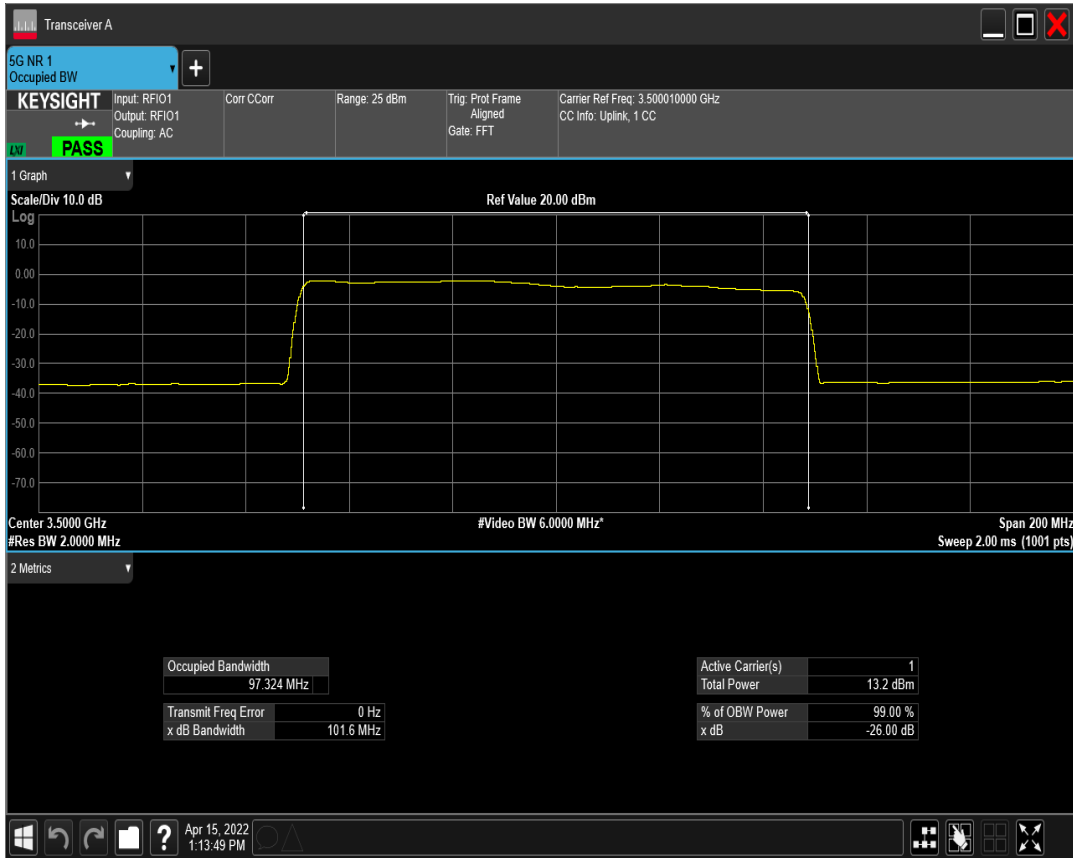 Transceiver A
5G NR 1
Occupied BW
+
KEYSIGHT
LXI
PASS
Input: RFIO1
Output: RFIO1
Coupling: AC
Corr CCorr
Range: 25 dBm
Trig: Prot Frame
Aligned
Gate: FFT
Carrier Ref Freq: 3.500010000 GHz
CC Info: Uplink, 1 CC
1 Graph
Scale/Div 10.0 dB
Ref Value 20.00 dBm
Log
10.0
0.00
-10.0
-20.0
-30.0
-40.0
-50.0
-60.0
-70.0
Center 3.5000 GHz
#Video BW 6.0000 MHz*
Span 200 MHz
#Res BW 2.0000 MHz
Sweep 2.00 ms (1001 pts)
2 Metrics
Occupied Bandwidth
97.324 MHz
Transmit Freq Error 0 Hz
x dB Bandwidth 101.6 MHz
Active Carrier(s) 1
Total Power 13.2 dBm
% of OBW Power 99.00 %
x dB -26.00 dB
?
Apr 15, 2022
1:13:49 PM